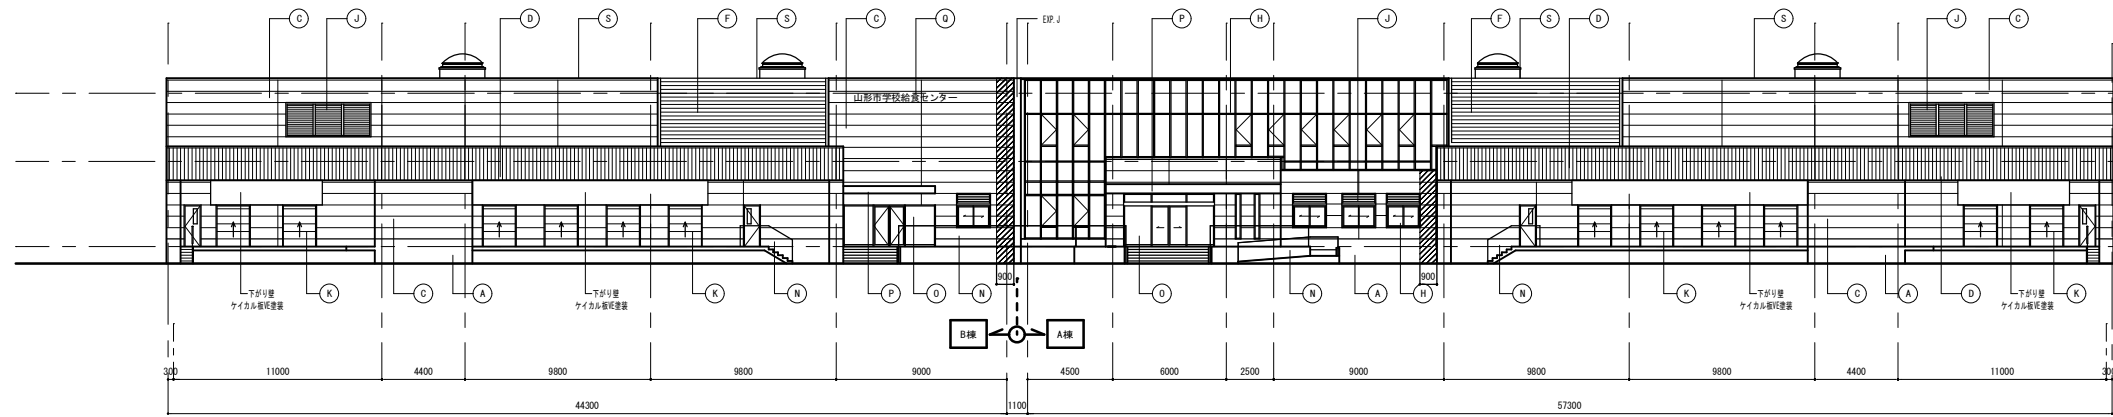 C J D S F S C Q EXP.J P H J F S D S J C
山形市学校給食センター
900 900
下がり壁
ケイカル板VE塗装
K C A
下がり壁
ケイカル板VE塗装
K N P O N O N A H N K
下がり壁
ケイカル板VE塗装
C A D
下がり壁
ケイカル板VE塗装
K
B棟 A棟
300 11000 4400 9800 9800 9000 4500 6000 2500 9000 9800 9800 4400 11000
44300 1100 57300